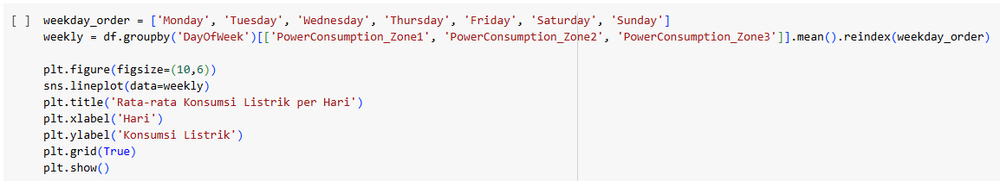 [ ] weekday_order = ['Monday', 'Tuesday', 'Wednesday', 'Thursday', 'Friday', 'Saturday', 'Sunday']
weekly = df.groupby('DayOfWeek')[['PowerConsumption_Zone1', 'PowerConsumption_Zone2', 'PowerConsumption_Zone3']].mean().reindex(weekday_order)
plt.figure(figsize=(10,6))
sns.lineplot(data=weekly)
plt.title('Rata-rata Konsumsi Listrik per Hari')
plt.xlabel('Hari')
plt.ylabel('Konsumsi Listrik')
plt.grid(True)
plt.show()